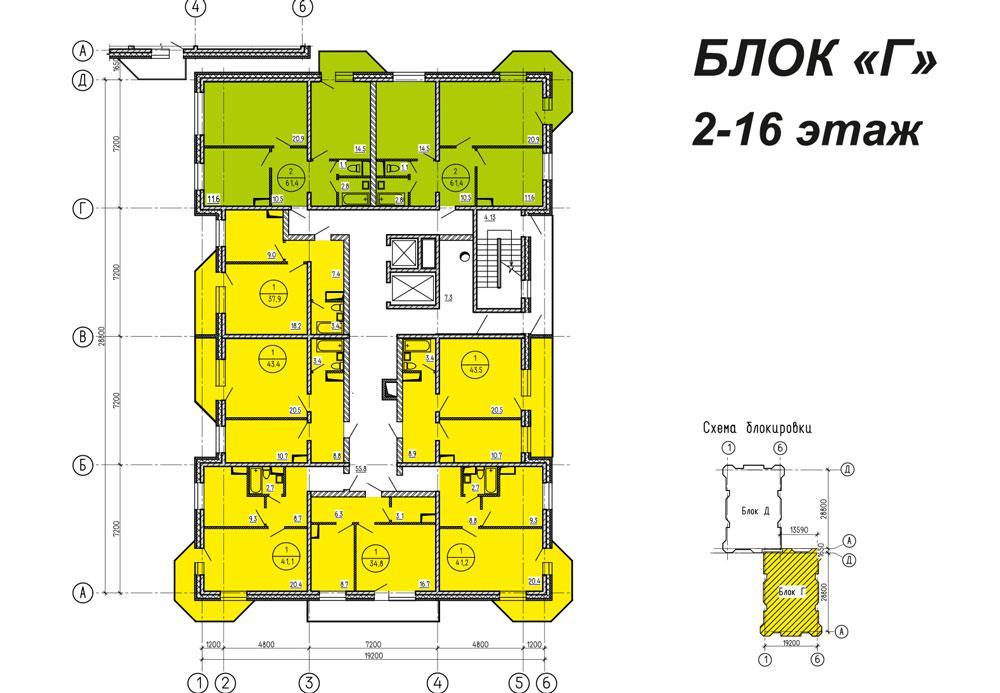 БЛОК «Г»
2-16 этаж
4 6
А
1650
Д
7200
20.9 14.5 14.5 20.9
1.1 1.1
2 2
61,4 61,4
2.8 2.8
11.6 10.5 10.5 11.6
Г
4.13
9.0
7.4
7200
1
37,9
7.3
18.2 3.4
В
28800
3.4 3.4
1 1
43.4 43.5
7200
20.5 20.5
10.7 8.8 8.9 10.7
Б
55.8
2.7 2.7
9.3 8.7 6.3 3.1 8.8 9.3
7200
1 1 1
41,1 34,8 41,2
20.4 8.7 16.7 20.4
А
1200 4800 7200 4800 1200
19200
1 2 3 4 5 6
Схема блокировки
1 6
Д
Блок Д
28800
13590
А
1650
Д
Блок Г
28800
А
19200
1 6